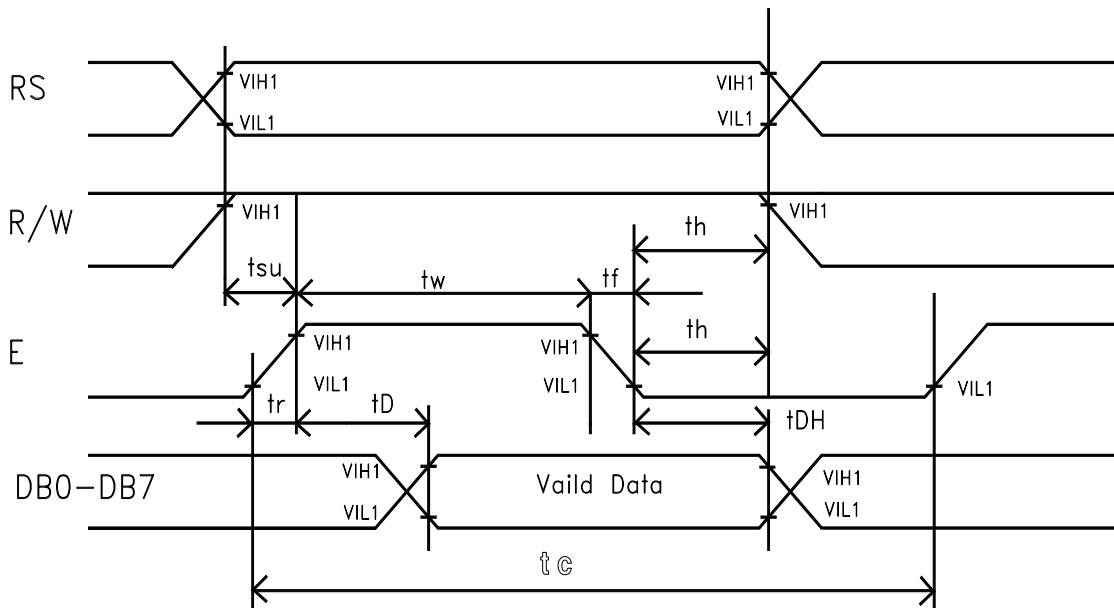 RS
VIH1
VIL1
VIH1
VIL1
R/W
VIH1
VIH1
th
tsu
tw
tf
E
VIH1
VIL1
VIH1
VIL1
th
VIL1
tr
tD
tDH
DB0-DB7
VIH1
VIL1
Vaild Data
VIH1
VIL1
tc